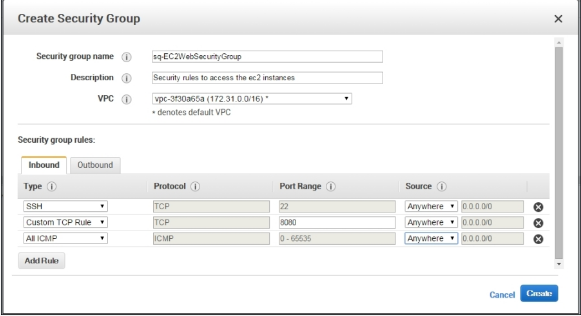 Create Security Group
Security group name sq-EC2WebSecurityGroup
Description Security rules to access the ec2 instances
VPC vpc-3f30a65a (172.31.0.0/16) *
* denotes default VPC
Security group rules:
Inbound Outbound
Type Protocol Port Range Source
SSH TCP 22 Anywhere 0.0.0.0/0
Custom TCP Rule TCP 8080 Anywhere 0.0.0.0/0
All ICMP ICMP 0 - 65535 Anywhere 0.0.0.0/0
Add Rule
Cancel Create